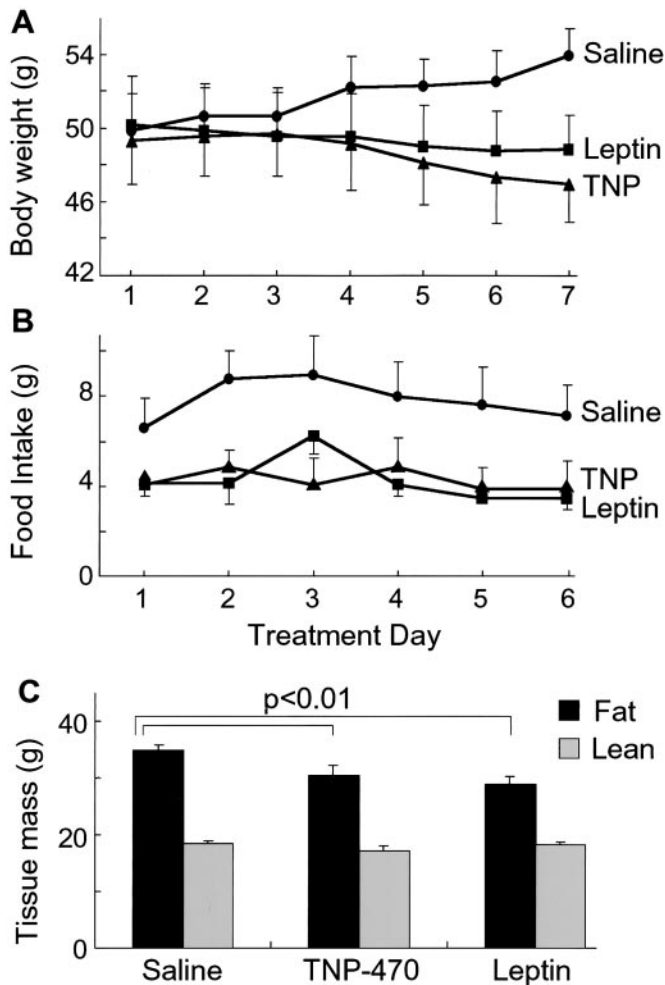 A
Body weight (g)
54
50
46
42
Saline
Leptin
TNP
1 2 3 4 5 6 7
B
Food Intake (g)
8
4
0
Saline
TNP
Leptin
1 2 3 4 5 6
Treatment Day
C
Tissue mass (g)
40
20
0
p<0.01
Fat
Lean
Saline TNP-470 Leptin